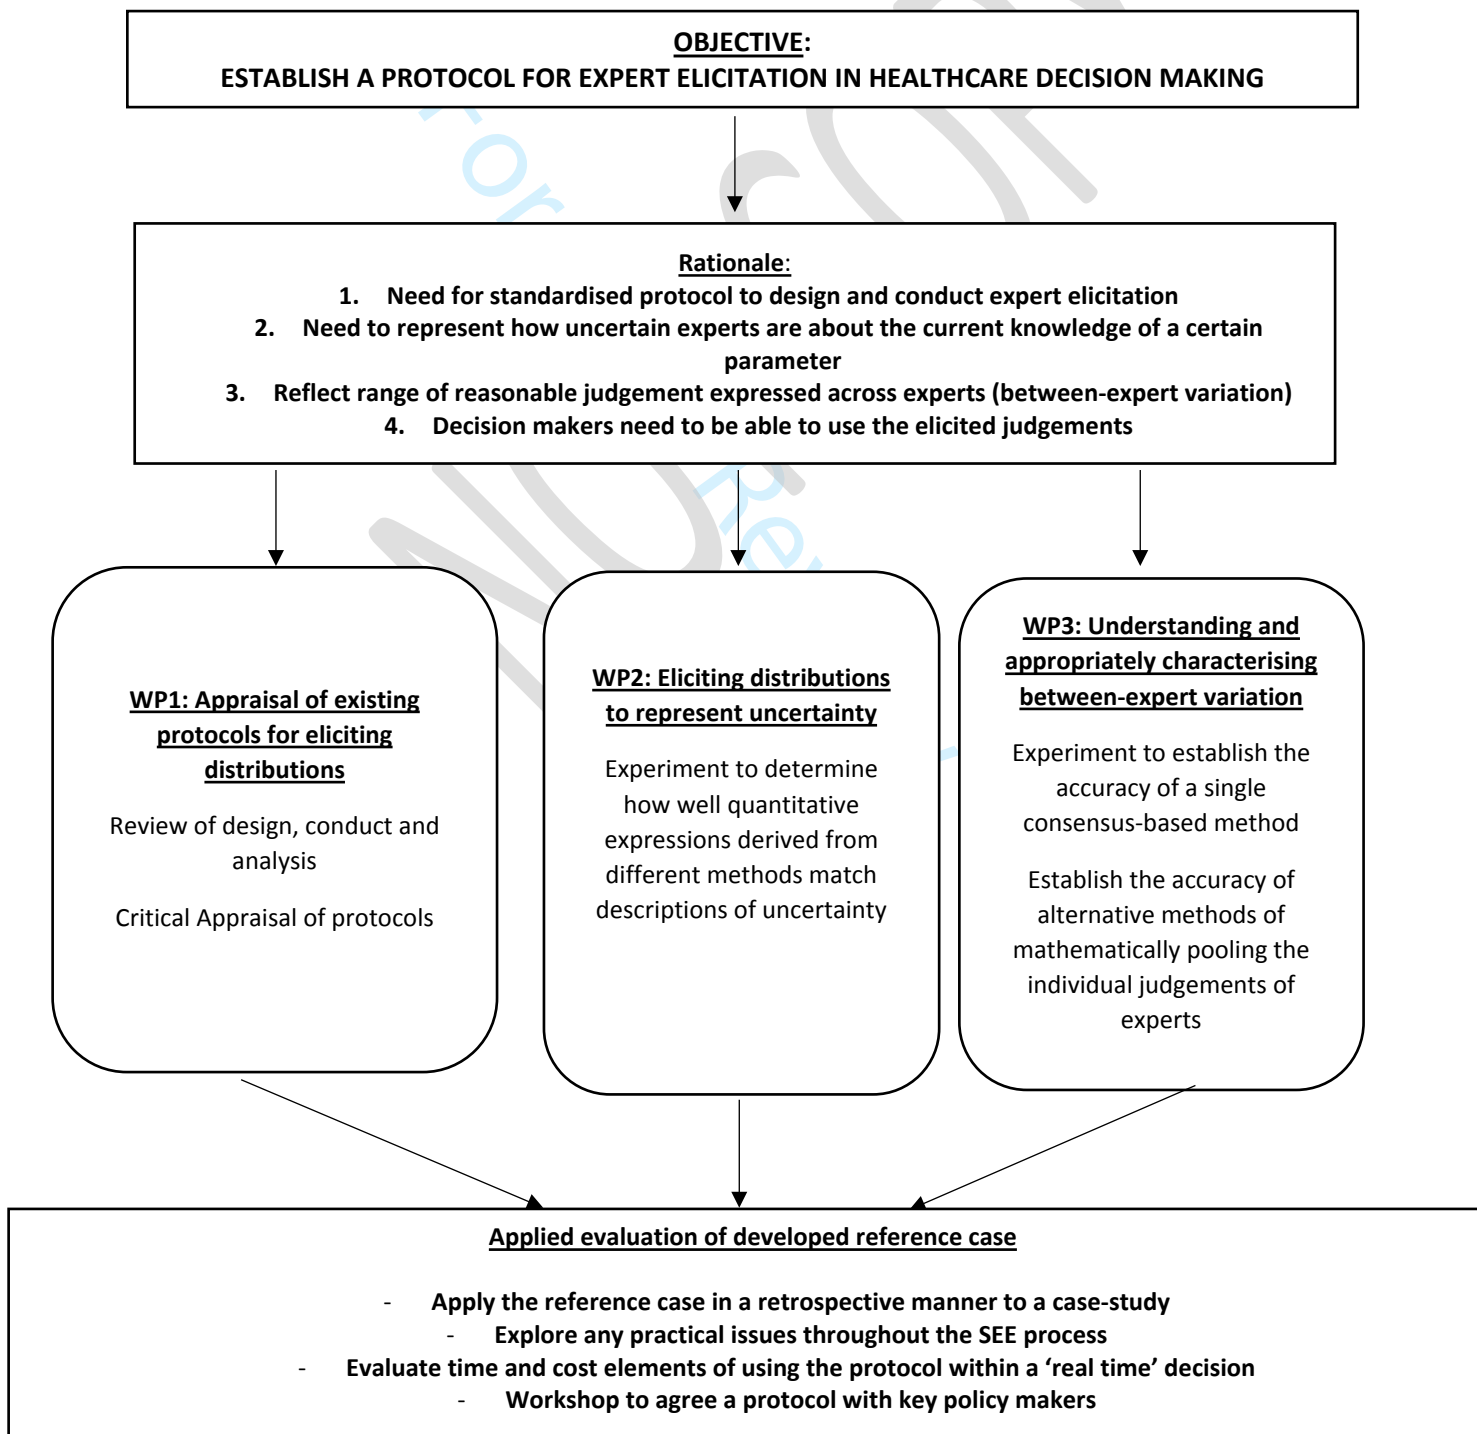 OBJECTIVE:
ESTABLISH A PROTOCOL FOR EXPERT ELICITATION IN HEALTHCARE DECISION MAKING
Rationale:
1. Need for standardised protocol to design and conduct expert elicitation
2. Need to represent how uncertain experts are about the current knowledge of a certain
parameter
3. Reflect range of reasonable judgement expressed across experts (between-expert variation)
4. Decision makers need to be able to use the elicited judgements
WP1: Appraisal of existing
protocols for eliciting
distributions
Review of design, conduct and
analysis
Critical Appraisal of protocols
WP2: Eliciting distributions
to represent uncertainty
Experiment to determine
how well quantitative
expressions derived from
different methods match
descriptions of uncertainty
WP3: Understanding and
appropriately characterising
between-expert variation
Experiment to establish the
accuracy of a single
consensus-based method
Establish the accuracy of
alternative methods of
mathematically pooling the
individual judgements of
experts
Applied evaluation of developed reference case
- Apply the reference case in a retrospective manner to a case-study
- Explore any practical issues throughout the SEE process
- Evaluate time and cost elements of using the protocol within a ‘real time’ decision
- Workshop to agree a protocol with key policy makers